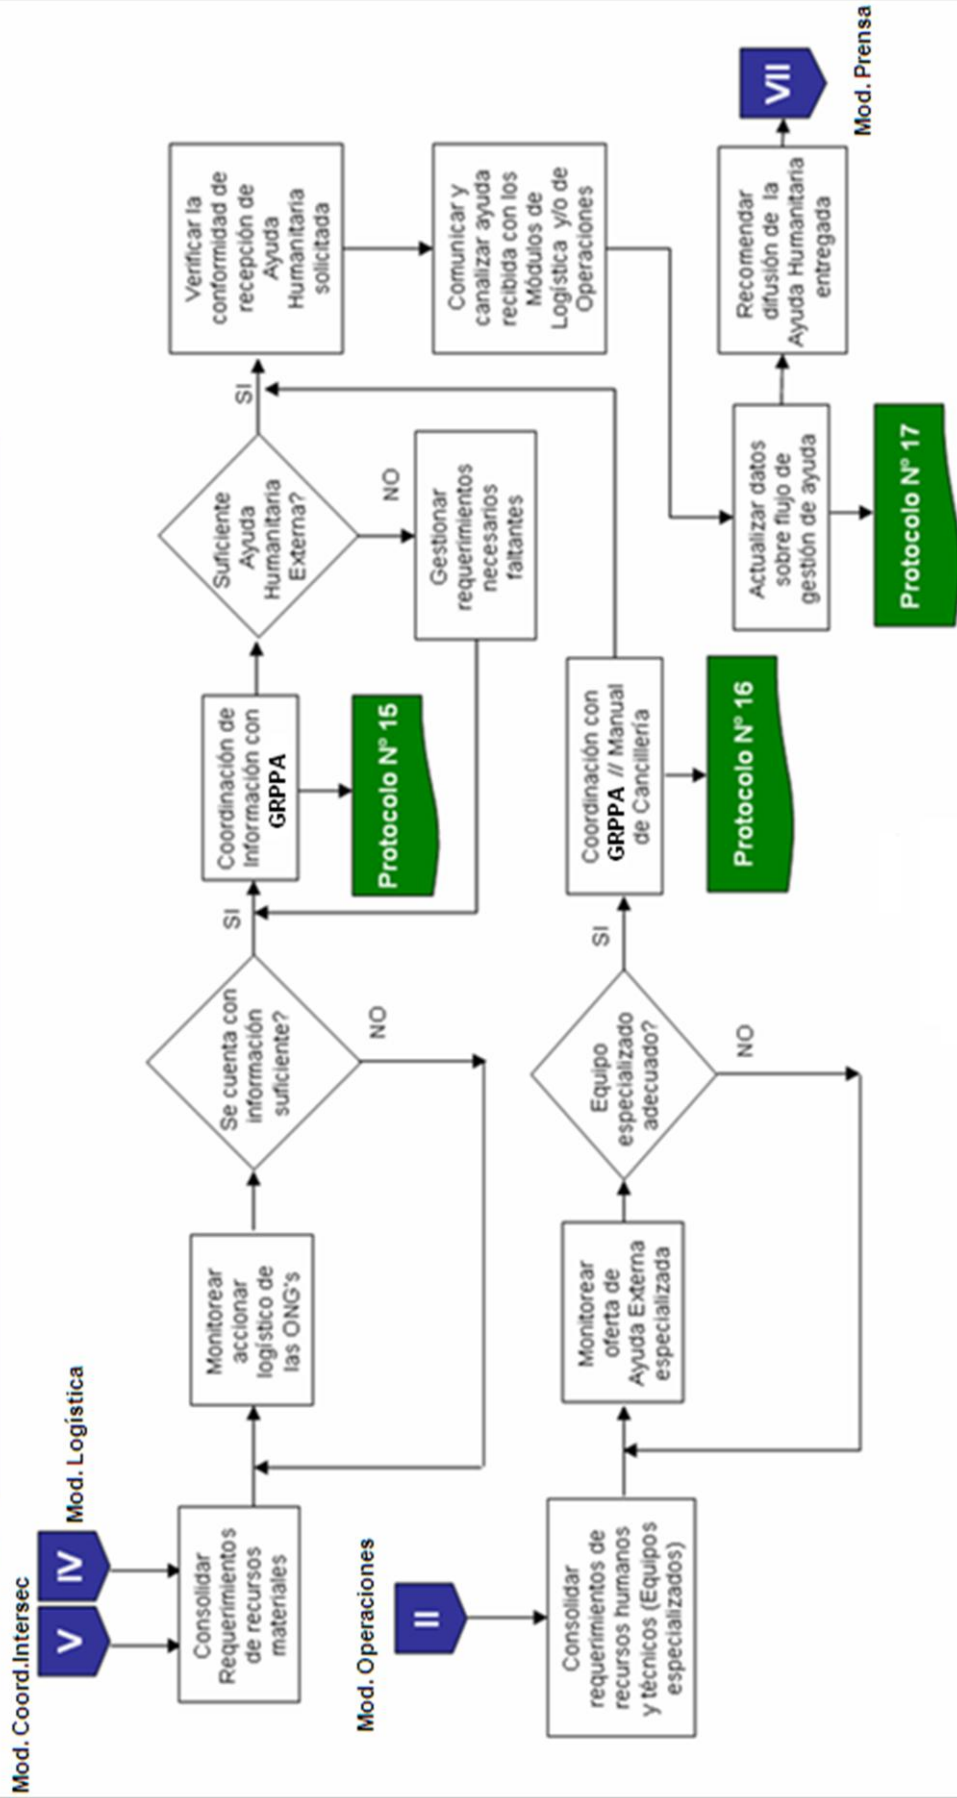 Mod. Coord.Intersec
Mod. Logística
V
IV
Consolidar
Requerimientos
de recursos
materiales
Monitorear
accionar
logístico de
las ONG's
Se cuenta con
información
suficiente?
SI
NO
Coordinación de
Información con
GRPPA
Protocolo Nº 15
Suficiente
Ayuda
Humanitaria
Externa?
SI
NO
Gestionar
requerimientos
necesarios
faltantes
Verificar la
conformidad de
recepción de
Ayuda
Humanitaria
solicitada
Comunicar y
canalizar ayuda
recibida con los
Módulos de
Logística y/o de
Operaciones
Mod. Operaciones
II
Consolidar
requerimientos de
recursos humanos
y técnicos (Equipos
especializados)
Monitorear
oferta de
Ayuda Externa
especializada
Equipo
especializado
adecuado?
SI
NO
Coordinación con
GRPPA // Manual
de Cancillería
Protocolo Nº 16
Actualizar datos
sobre flujo de
gestión de ayuda
Protocolo Nº 17
Recomendar
difusión de la
Ayuda Humanitaria
entregada
VII
Mod. Prensa